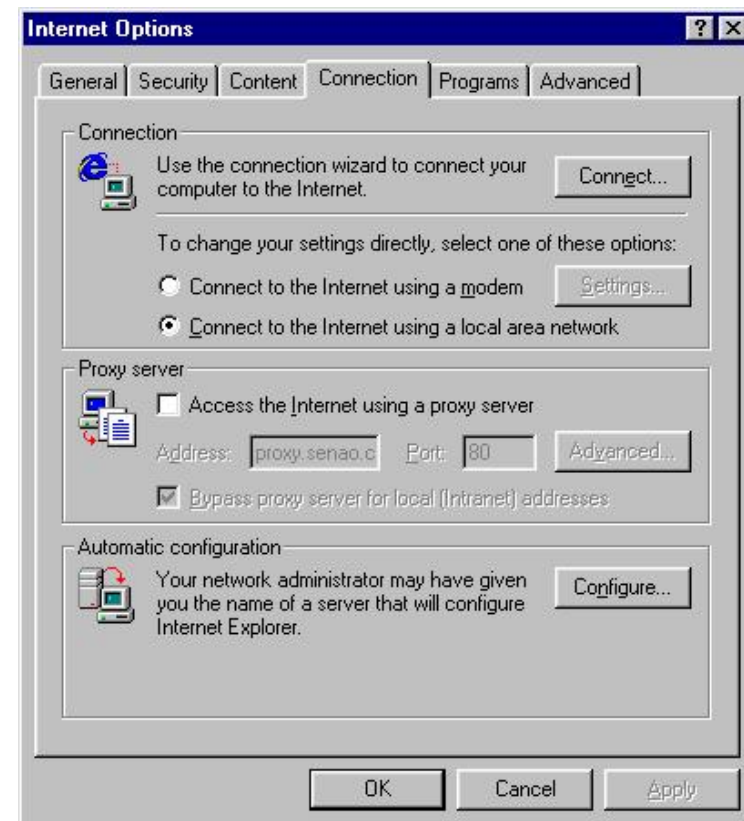 Internet Options
General Security Content Connection Programs Advanced
Connection
Use the connection wizard to connect your
computer to the Internet.
Connect...
To change your settings directly, select one of these options:
Connect to the Internet using a modem
Settings...
Connect to the Internet using a local area network
Proxy server
Access the Internet using a proxy server
Address: proxy.senao.c Port: 80 Advanced...
Bypass proxy server for local (Intranet) addresses
Automatic configuration
Your network administrator may have given
you the name of a server that will configure
Internet Explorer.
Configure...
OK Cancel Apply